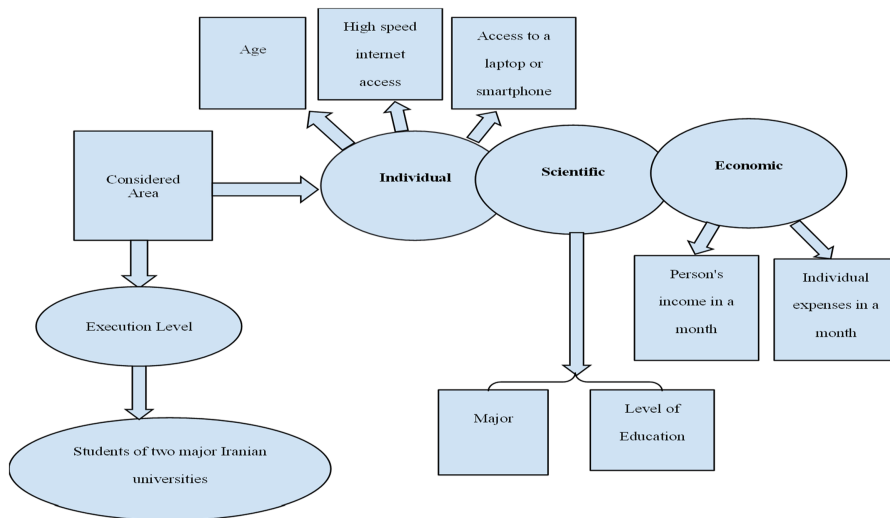 Age
High speed
internet
access
Access to a
laptop or
smartphone
Considered
Area
Individual
Scientific
Economic
Person's
income in a
month
Individual
expenses in a
month
Execution Level
Major
Level of
Education
Students of two major Iranian
universities